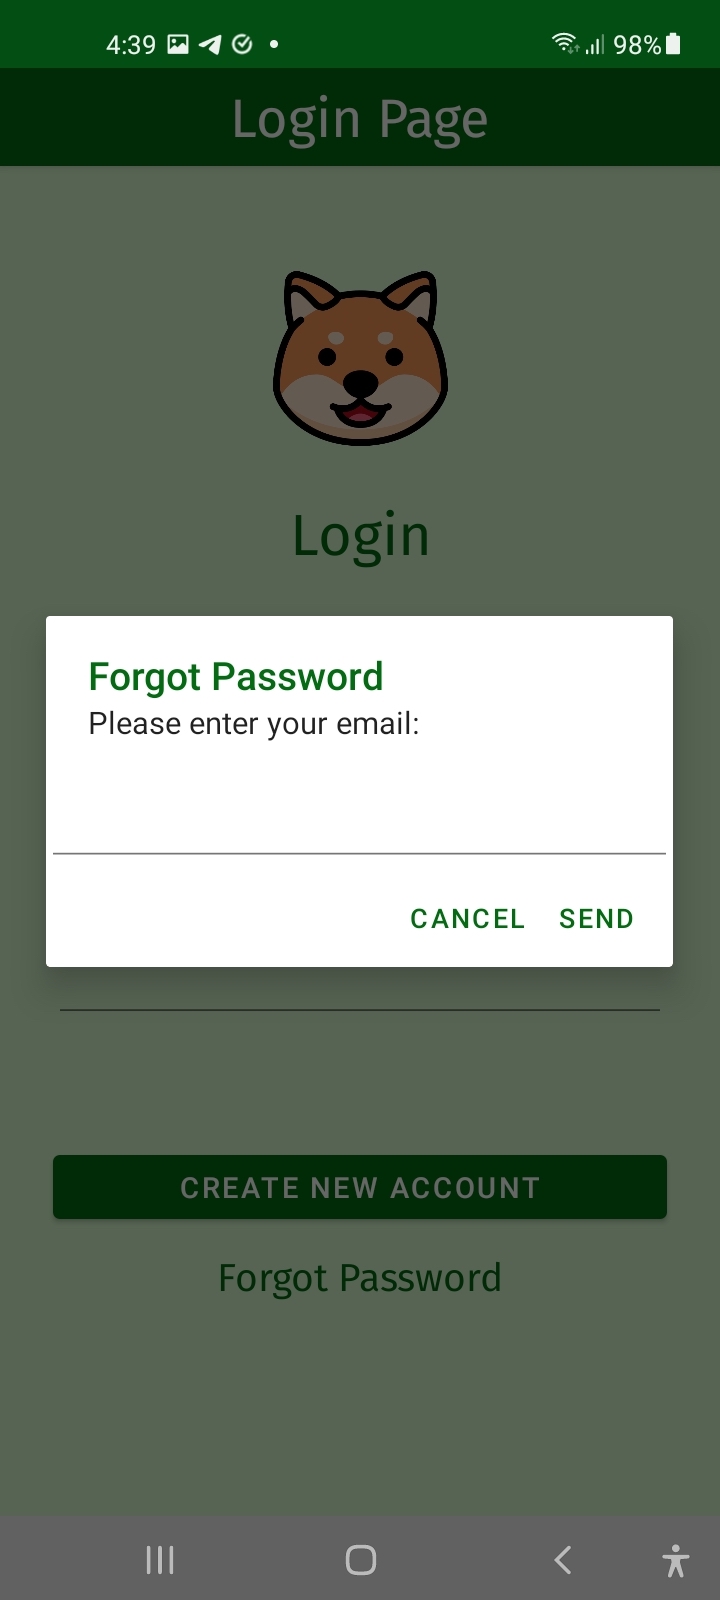 4:39
98%
Login Page
Login
Forgot Password
Please enter your email:
CANCEL SEND
CREATE NEW ACCOUNT
Forgot Password